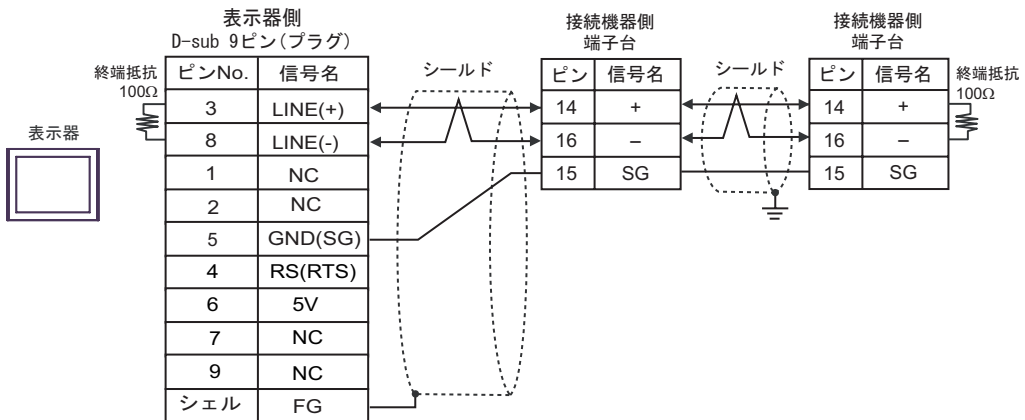 表示器側
D-sub 9ピン(プラグ)
終端抵抗
100Ω
表示器
ピンNo. 信号名
3 LINE(+)
8 LINE(-)
1 NC
2 NC
5 GND(SG)
4 RS(RTS)
6 5V
7 NC
9 NC
シェル FG
シールド
接続機器側
端子台
ピン 信号名
14 +
16 –
15 SG
シールド
接続機器側
端子台
ピン 信号名
14 +
16 –
15 SG
終端抵抗
100Ω